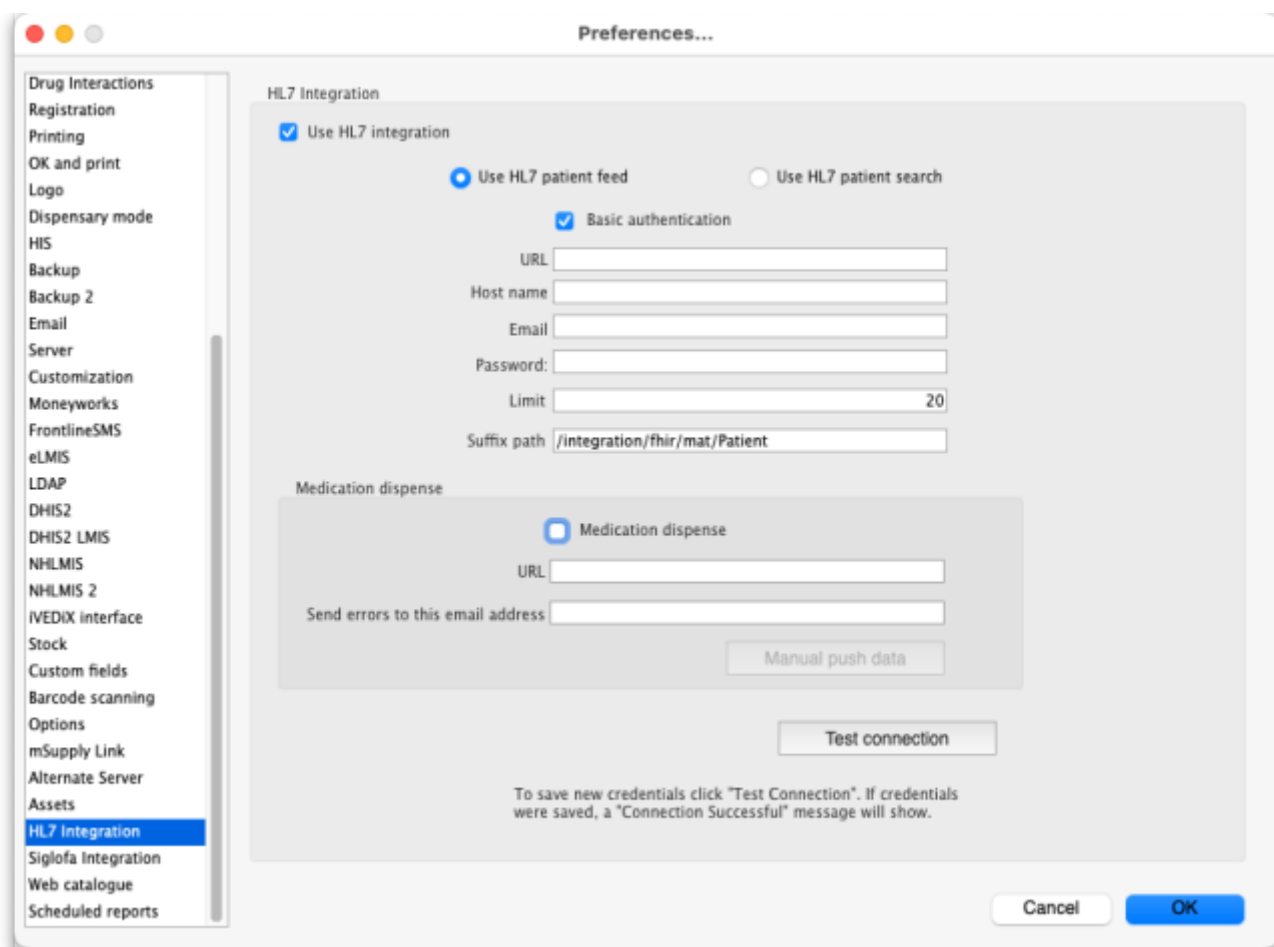 Preferences...
Drug Interactions
Registration
Printing
OK and print
Logo
Dispensary mode
HIS
Backup
Backup 2
Email
Server
Customization
Moneyworks
FrontlineSMS
eLMIS
LDAP
DHIS2
DHIS2 LMIS
NHLMIS
NHLMIS 2
iVEDiX interface
Stock
Custom fields
Barcode scanning
Options
mSupply Link
Alternate Server
Assets
HL7 Integration
Siglofa Integration
Web catalogue
Scheduled reports
HL7 Integration
Use HL7 integration
Use HL7 patient feed Use HL7 patient search
Basic authentication
URL
Host name
Email
Password:
Limit 20
Suffix path /integration/fhir/mat/Patient
Medication dispense
Medication dispense
URL
Send errors to this email address
Manual push data
Test connection
To save new credentials click "Test Connection". If credentials
were saved, a "Connection Successful" message will show.
Cancel OK